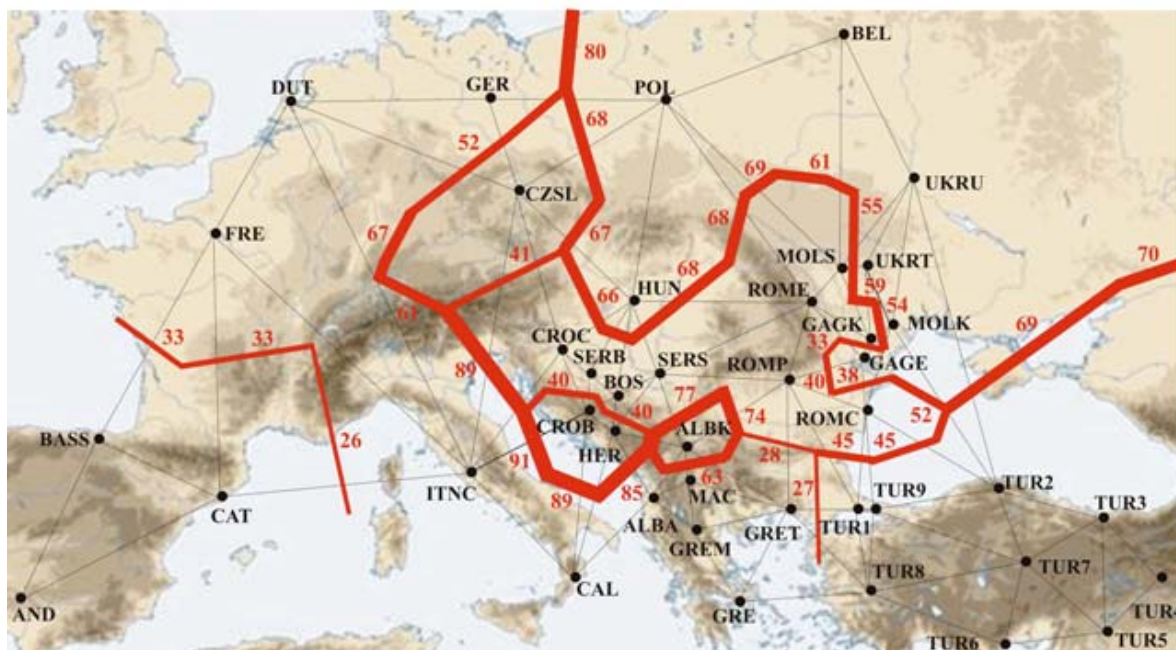 BEL
80
DUT
GER
POL
52
68
69
61
CZSL
UKRU
55
FRE
67
41
67
68
70
MOLS
UKRT
68
HUN
ROME
59
54
MOLK
69
61
66
GAGK
33
33
CROC
33
SERB
SERS
ROMP
GAGE
89
40
BOS
77
40
38
52
BASS
26
CROB
40
ALBK
74
ROMC
HER
45
45
28
91
ITNC
63
27
89
85
MAC
TUR9
TUR2
TUR3
CAT
ALBA
GREM
GRET
TUR1
TUR7
AND
CAL
TUR8
GRE
TUR4
TUR6
TUR5